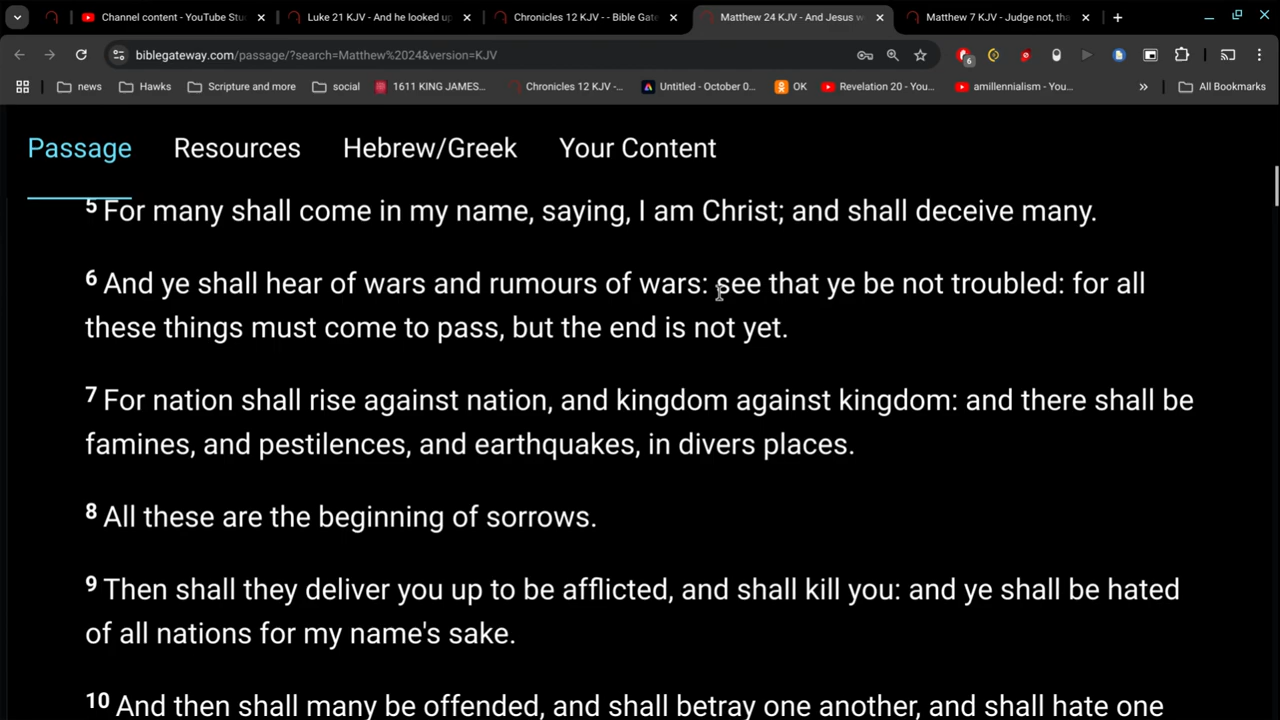 Channel content - YouTube Stu
Luke 21 KJV - And he looked up
Chronicles 12 KJV - - Bible Gate
Matthew 24 KJV - And Jesus w
Matthew 7 KJV - Judge not, tha
biblegateway.com/passage/?search=Matthew%2024&version=KJV
6
news
Hawks
Scripture and more
social
1611 KING JAMES...
Chronicles 12 KJV -...
Untitled - October 0...
OK
Revelation 20 - You...
amillennialism - You...
»
All Bookmarks
Passage
Resources
Hebrew/Greek
Your Content
5 For many shall come in my name, saying, I am Christ; and shall deceive many.
6 And ye shall hear of wars and rumours of wars: see that ye be not troubled: for all
these things must come to pass, but the end is not yet.
7 For nation shall rise against nation, and kingdom against kingdom: and there shall be
famines, and pestilences, and earthquakes, in divers places.
8 All these are the beginning of sorrows.
9 Then shall they deliver you up to be afflicted, and shall kill you: and ye shall be hated
of all nations for my name's sake.
10 And then shall many be offended, and shall betray one another, and shall hate one